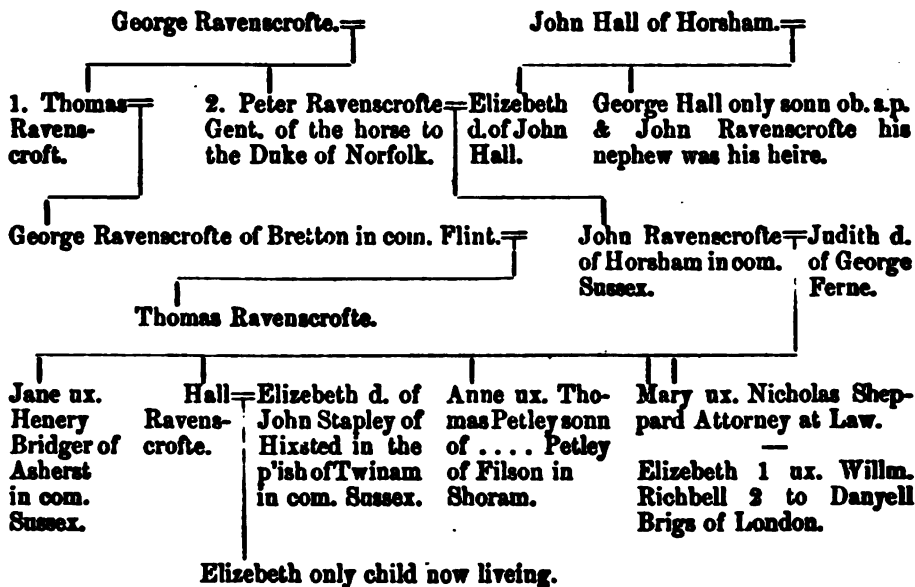 George Ravenscrofte.
John Hall of Horsham.
1. Thomas
Ravens-
croft.
2. Peter Ravenscrofte
Gent. of the horse to
the Duke of Norfolk.
Elizebeth
d. of John
Hall.
George Hall only sonn ob. s.p.
& John Ravenscrofte his
nephew was his heire.
George Ravenscrofte of Bretton in com. Flint.
John Ravenscrofte
of Horsham in com.
Sussex.
Judith d.
of George
Ferne.
Thomas Ravenscrofte.
Jane ux.
Henery
Bridger of
Asherst
in com.
Sussex.
Hall
Ravens-
crofte.
Elizebeth d. of
John Stapley of
Hixsted in the
p'ish of Twinam
in com. Sussex.
Anne ux. Tho-
mas Petley sonn
of .... Petley
of Filson in
Shoram.
Mary ux. Nicholas Shep-
pard Attorney at Law.
—
Elizebeth 1 ux. Willm.
Richbell 2 to Danyell
Brigs of London.
Elizebeth only child now liveing.